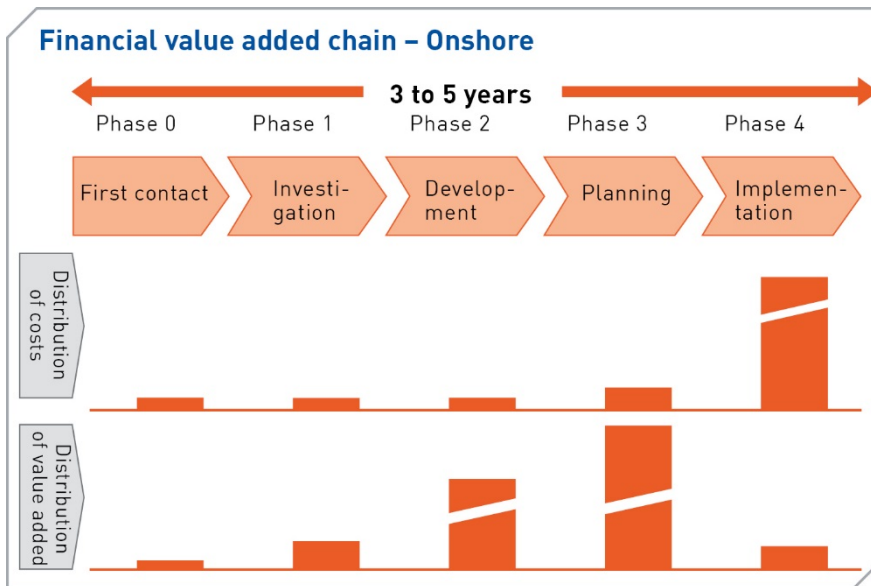 Financial value added chain – Onshore
3 to 5 years
Phase 0
Phase 1
Phase 2
Phase 3
Phase 4
First contact
Investi-
gation
Develop-
ment
Planning
Implemen-
tation
Distribution
of costs
Distribution
of value added